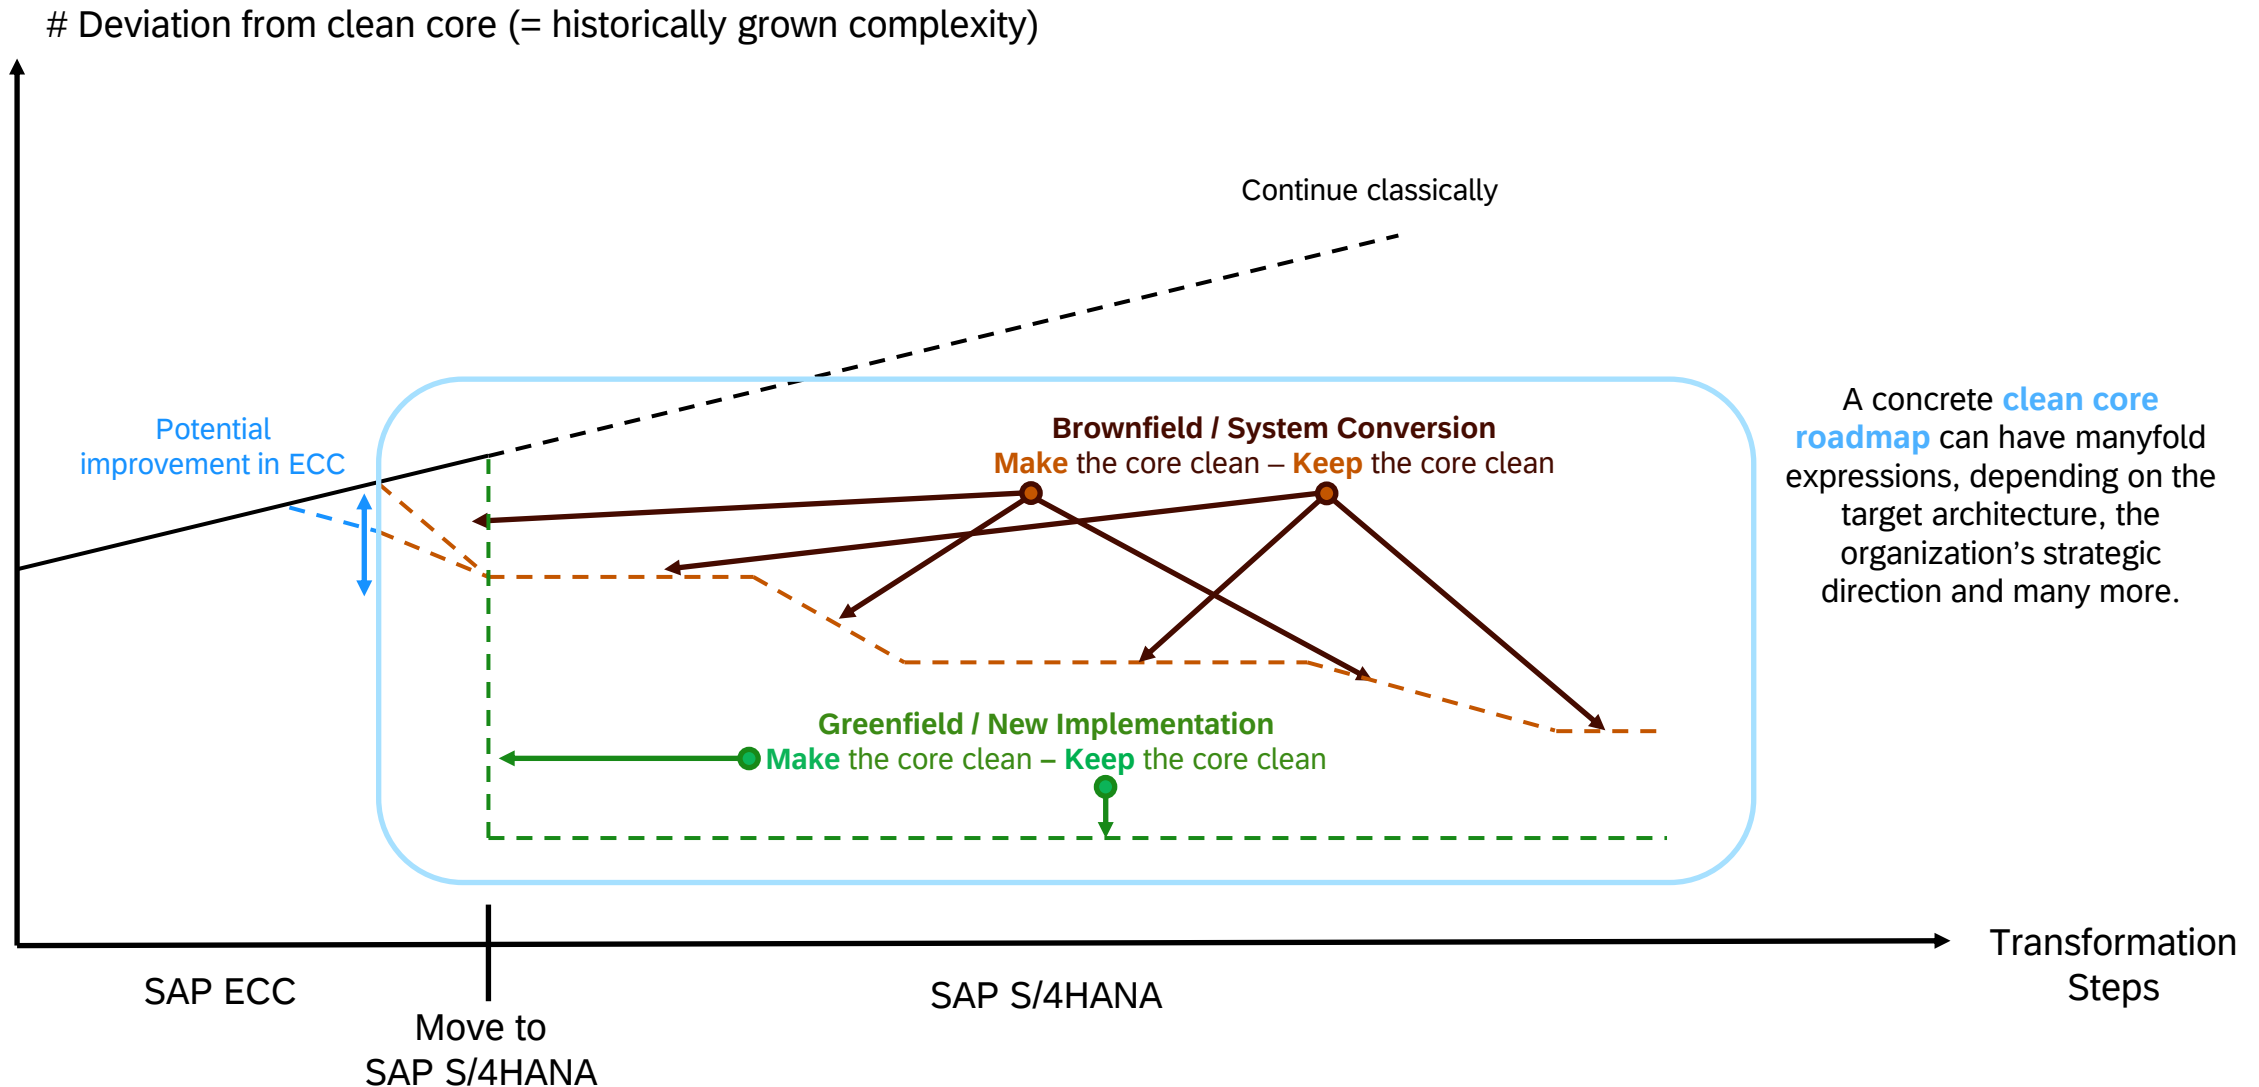 # Deviation from clean core (= historically grown complexity)
Continue classically
Potential
improvement in ECC
Brownfield / System Conversion
Make the core clean – Keep the core clean
A concrete clean core
roadmap can have manyfold
expressions, depending on the
target architecture, the
organization’s strategic
direction and many more.
Greenfield / New Implementation
Make the core clean – Keep the core clean
Transformation
Steps
SAP ECC
SAP S/4HANA
Move to
SAP S/4HANA